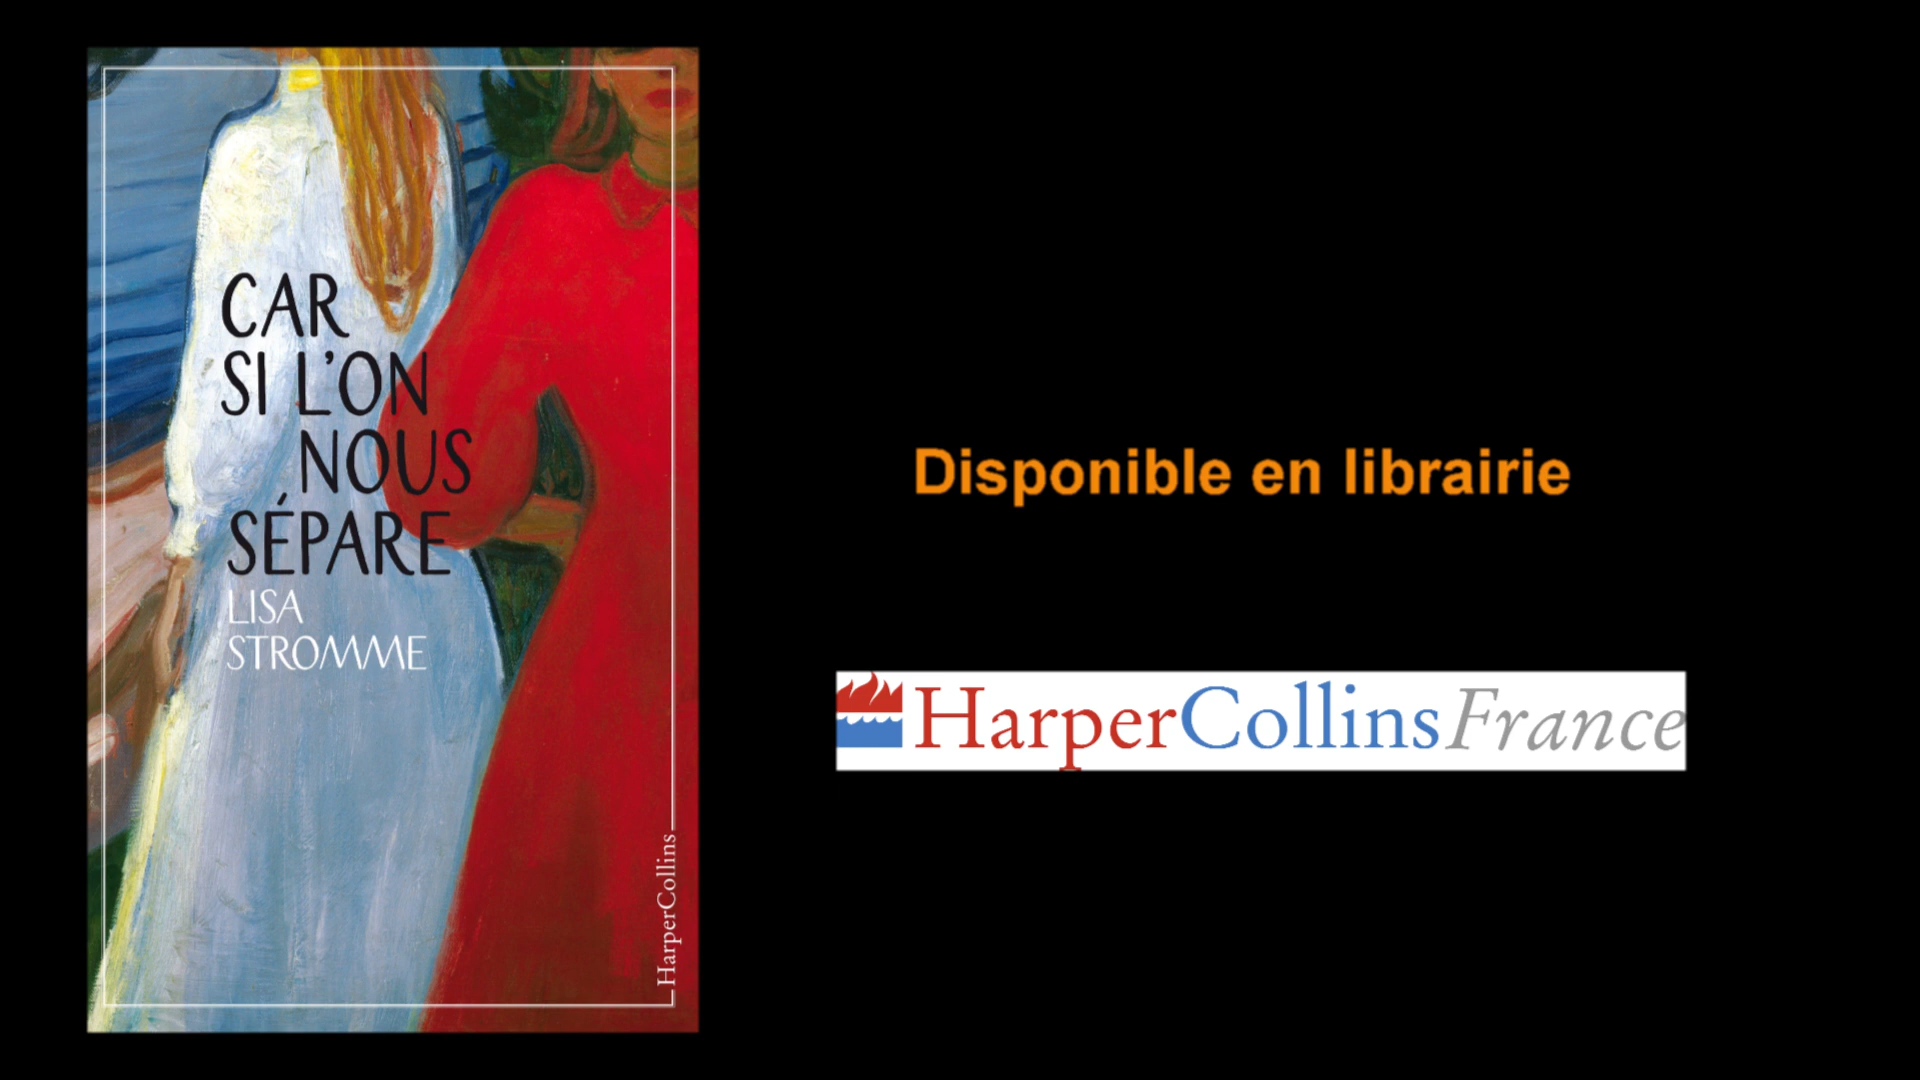 CAR
SI L'ON
NOUS
SÉPARE
LISA
STROMME
HarperCollins
Disponible en librairie
HarperCollinsFrance